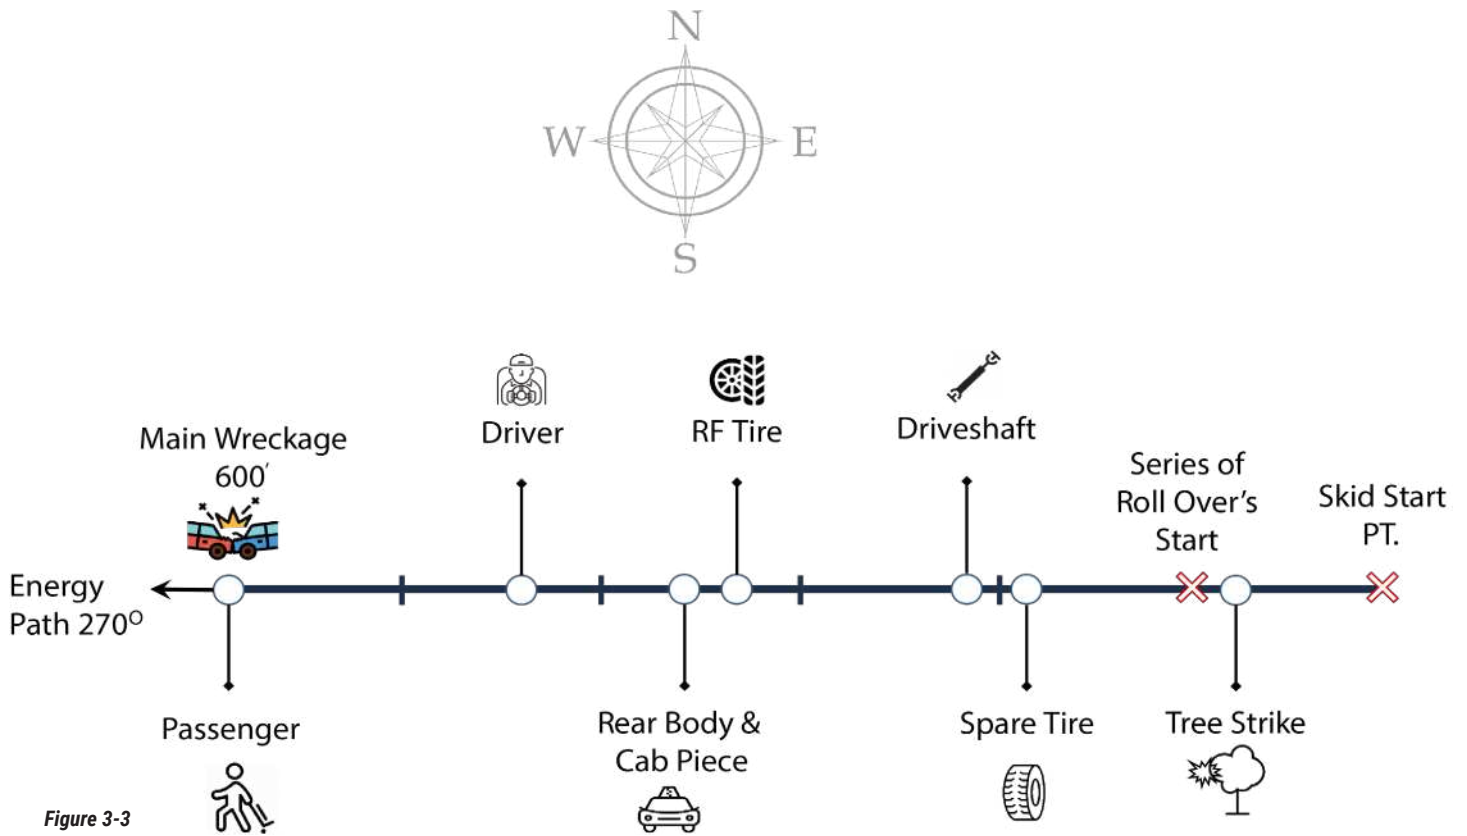 N
W
E
S
Main Wreckage
600′
Driver
RF Tire
Driveshaft
Series of
Roll Over’s
Start
Skid Start
PT.
Energy
Path 270⁰
Passenger
Rear Body &
Cab Piece
Spare Tire
Tree Strike
Figure 3-3